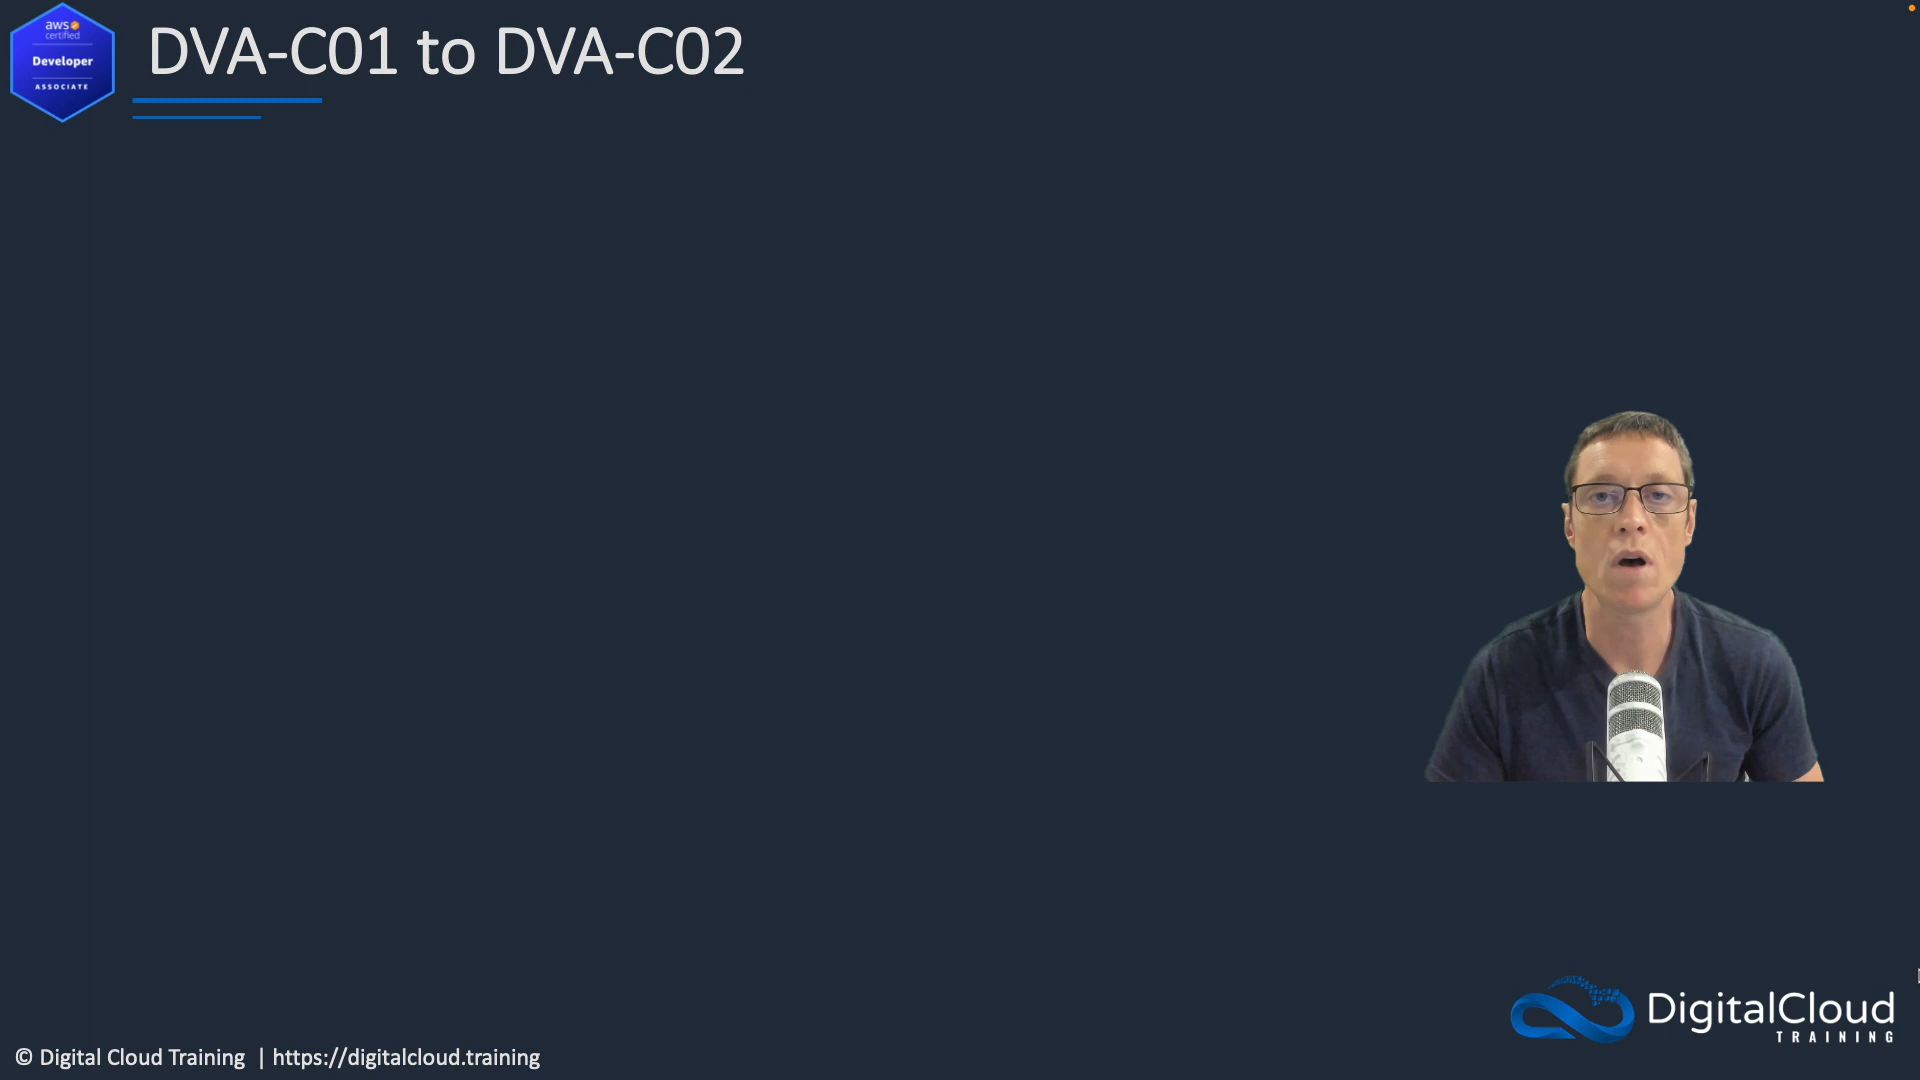 aws
certified
Developer
ASSOCIATE
DVA-C01 to DVA-C02
DigitalCloud
TRAINING
© Digital Cloud Training | https://digitalcloud.training